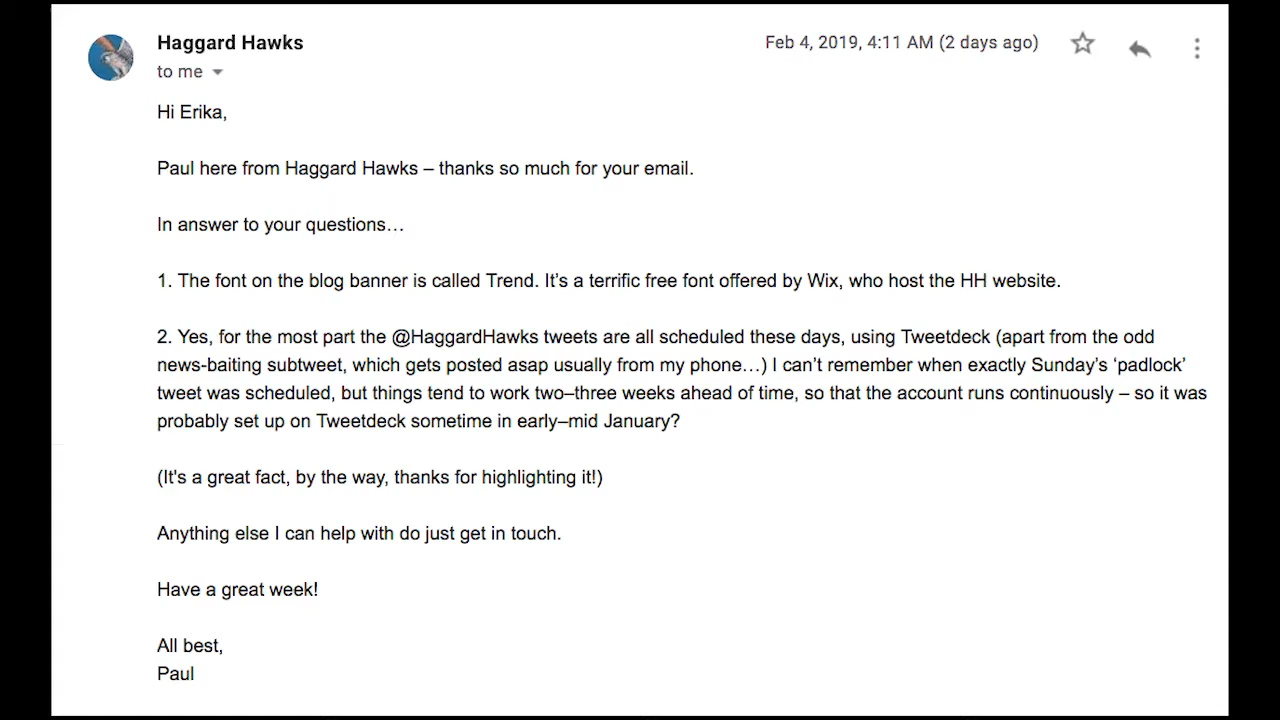 Haggard Hawks
Feb 4, 2019, 4:11 AM (2 days ago)
to me
Hi Erika,
Paul here from Haggard Hawks – thanks so much for your email.
In answer to your questions…
1. The font on the blog banner is called Trend. It’s a terrific free font offered by Wix, who host the HH website.
2. Yes, for the most part the @HaggardHawks tweets are all scheduled these days, using Tweetdeck (apart from the odd
news-baiting subtweet, which gets posted asap usually from my phone…) I can’t remember when exactly Sunday’s ‘padlock’
tweet was scheduled, but things tend to work two–three weeks ahead of time, so that the account runs continuously – so it was
probably set up on Tweetdeck sometime in early–mid January?
(It's a great fact, by the way, thanks for highlighting it!)
Anything else I can help with do just get in touch.
Have a great week!
All best,
Paul